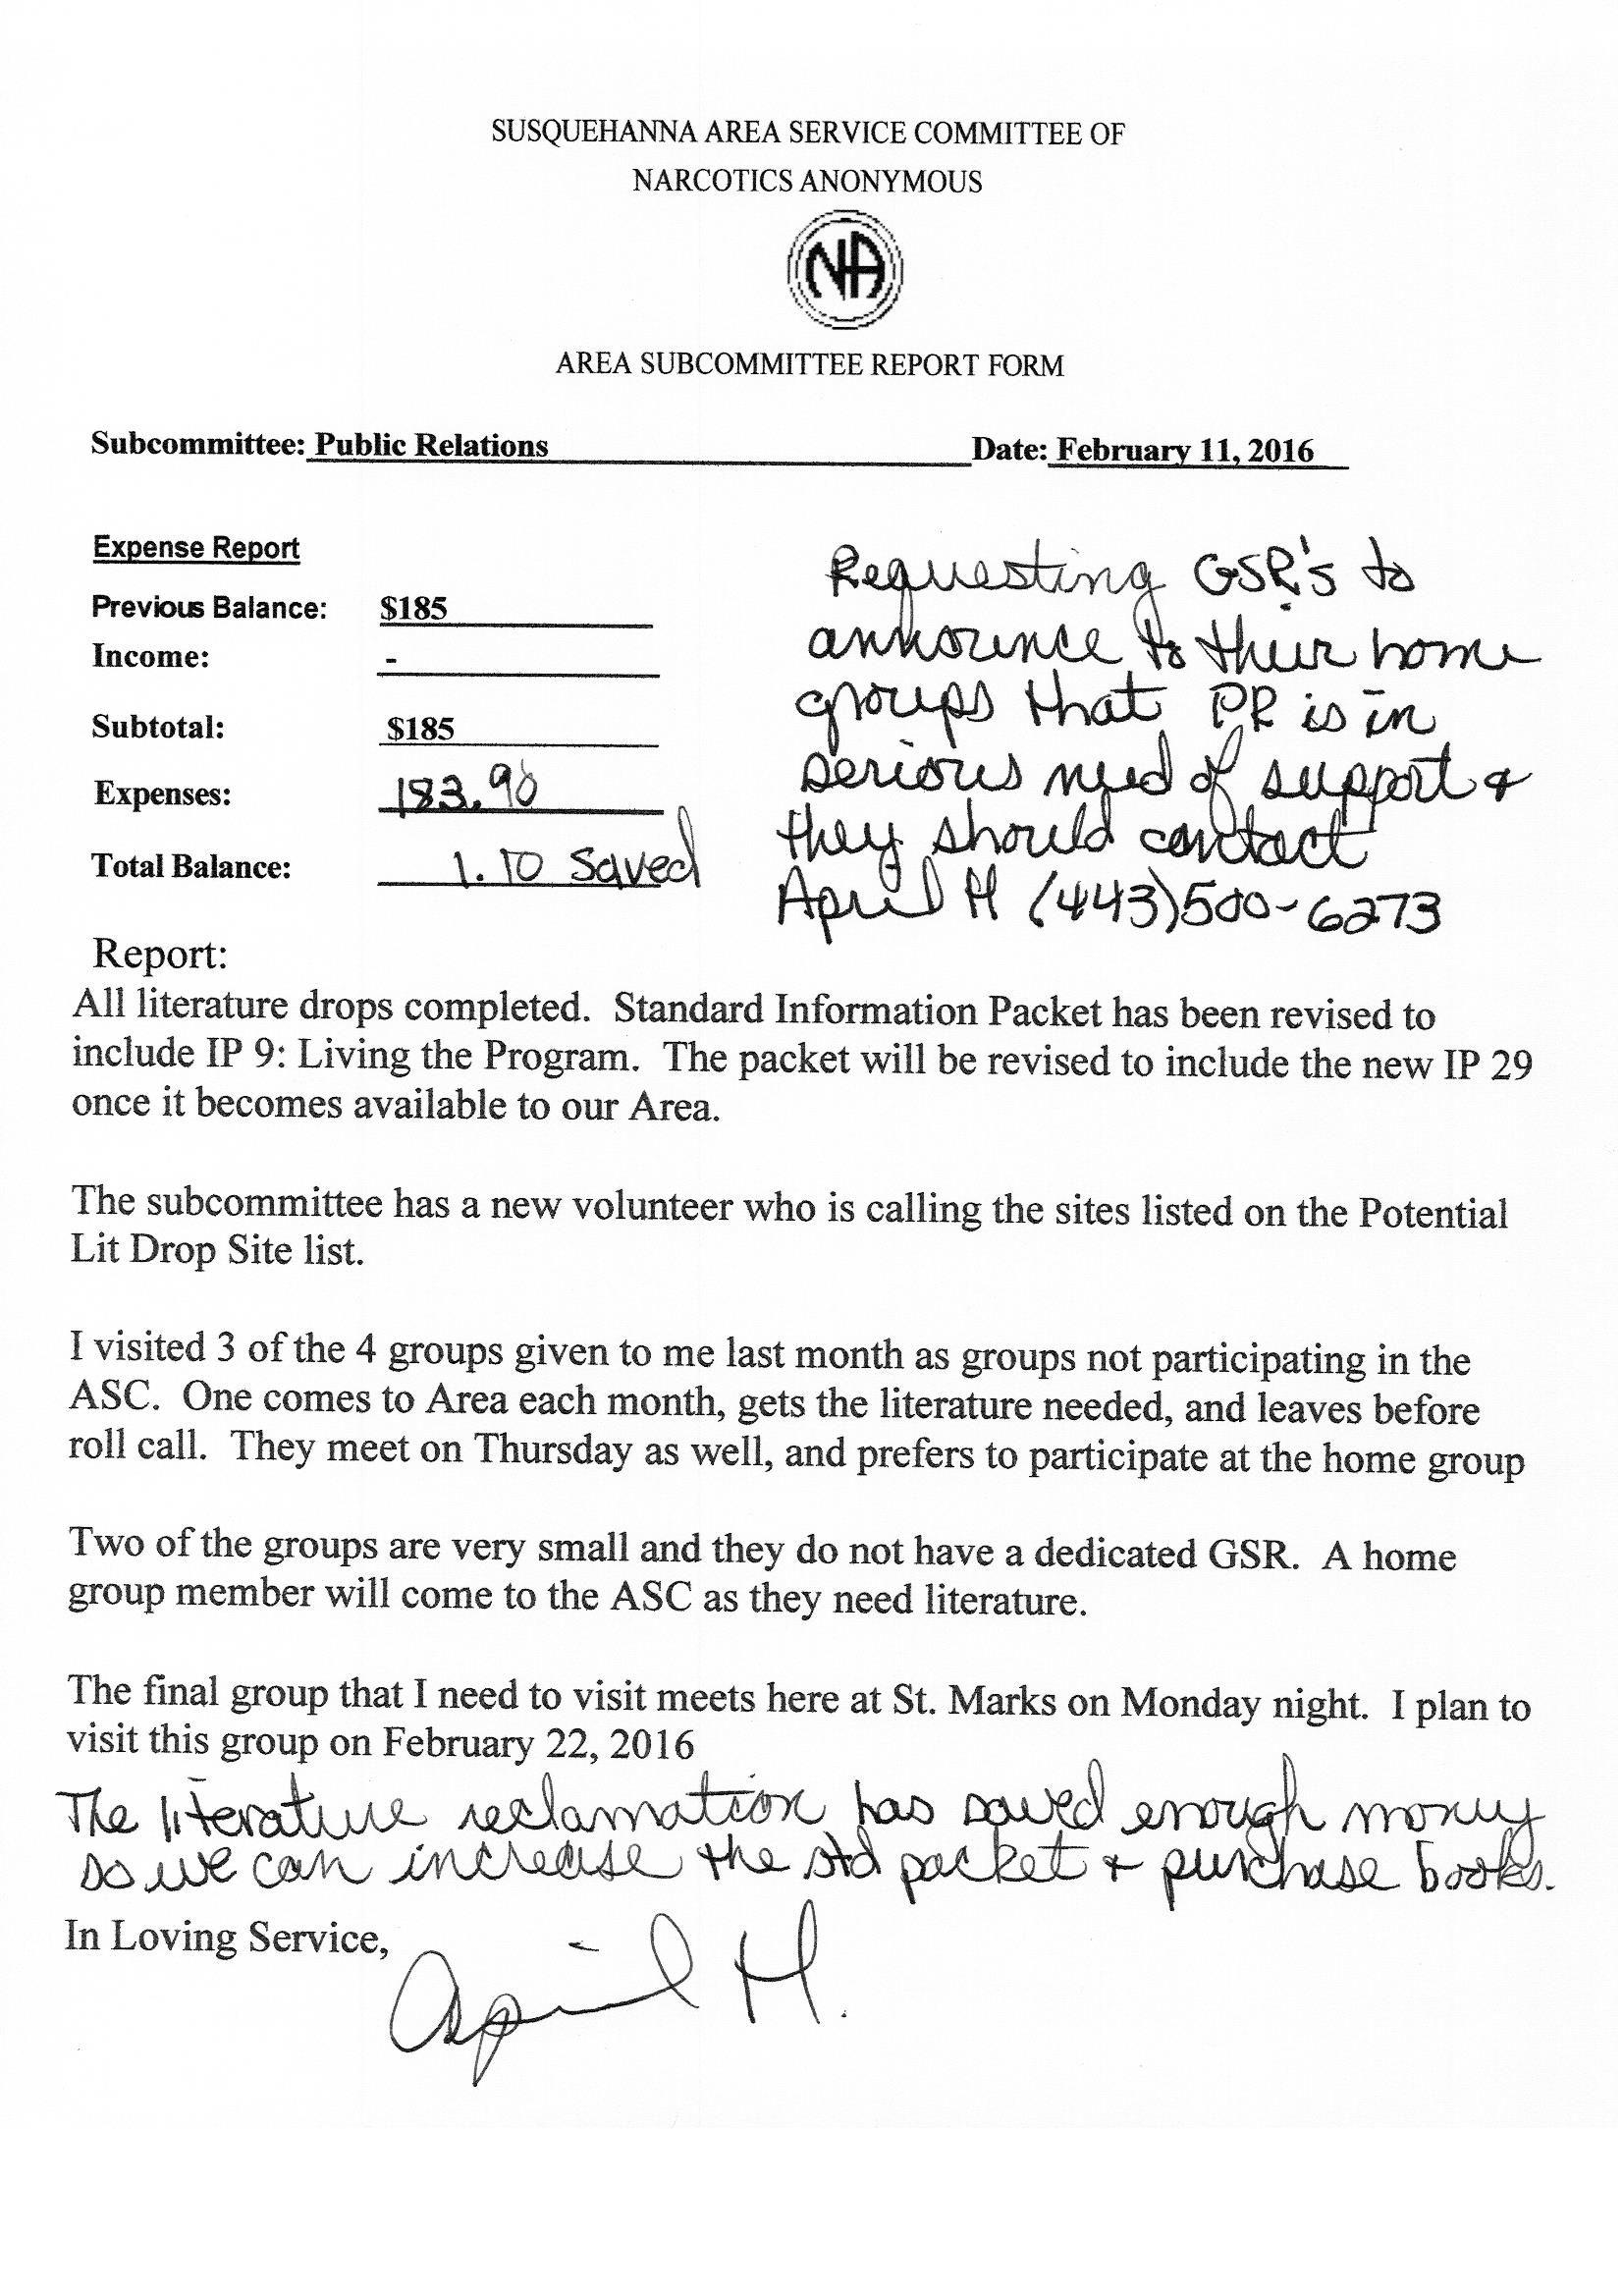 SUSQUEHANNA AREA SERVICE COMMITTEE OF
NARCOTICS ANONYMOUS
NA
AREA SUBCOMMITTEE REPORT FORM
Subcommittee: Public Relations Date: February 11, 2016
Expense Report
Previous Balance: $185
Income: -
Subtotal: $185
Expenses: 183.90
Total Balance: 1.10 saved
Requesting GSR's to
announce to their home
groups that PR is in
serious need of support &
they should contact
April H (443)500-6273
Report:
All literature drops completed. Standard Information Packet has been revised to
include IP 9: Living the Program. The packet will be revised to include the new IP 29
once it becomes available to our Area.
The subcommittee has a new volunteer who is calling the sites listed on the Potential
Lit Drop Site list.
I visited 3 of the 4 groups given to me last month as groups not participating in the
ASC. One comes to Area each month, gets the literature needed, and leaves before
roll call. They meet on Thursday as well, and prefers to participate at the home group
Two of the groups are very small and they do not have a dedicated GSR. A home
group member will come to the ASC as they need literature.
The final group that I need to visit meets here at St. Marks on Monday night. I plan to
visit this group on February 22, 2016
The literature reclamation has saved enough money
so we can increase the std packet & purchase books.
In Loving Service,
April H.